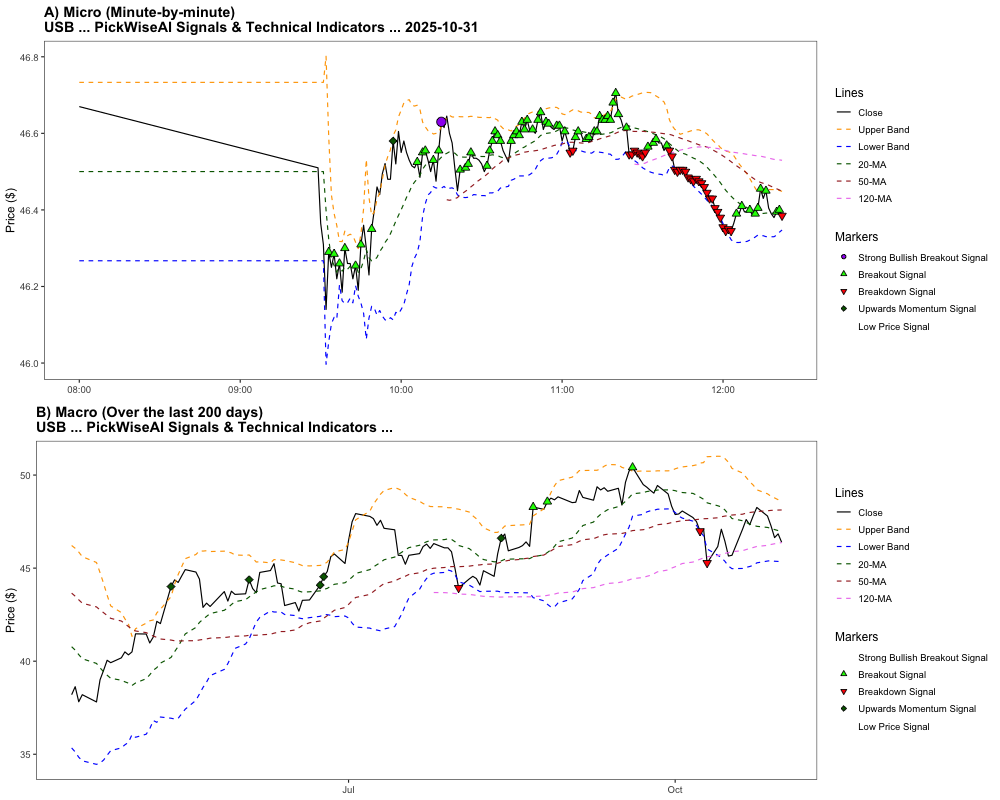 A) Micro (Minute-by-minute)
USB ... PickWiseAI Signals & Technical Indicators ... 2025-10-31
Price ($)
46.8
46.6
46.4
46.2
46.0
08:00 09:00 10:00 11:00 12:00
Lines
Close
Upper Band
Lower Band
20-MA
50-MA
120-MA
Markers
Strong Bullish Breakout Signal
Breakout Signal
Breakdown Signal
Upwards Momentum Signal
Low Price Signal
B) Macro (Over the last 200 days)
USB ... PickWiseAI Signals & Technical Indicators ...
Price ($)
50
45
40
35
Jul Oct
Lines
Close
Upper Band
Lower Band
20-MA
50-MA
120-MA
Markers
Strong Bullish Breakout Signal
Breakout Signal
Breakdown Signal
Upwards Momentum Signal
Low Price Signal